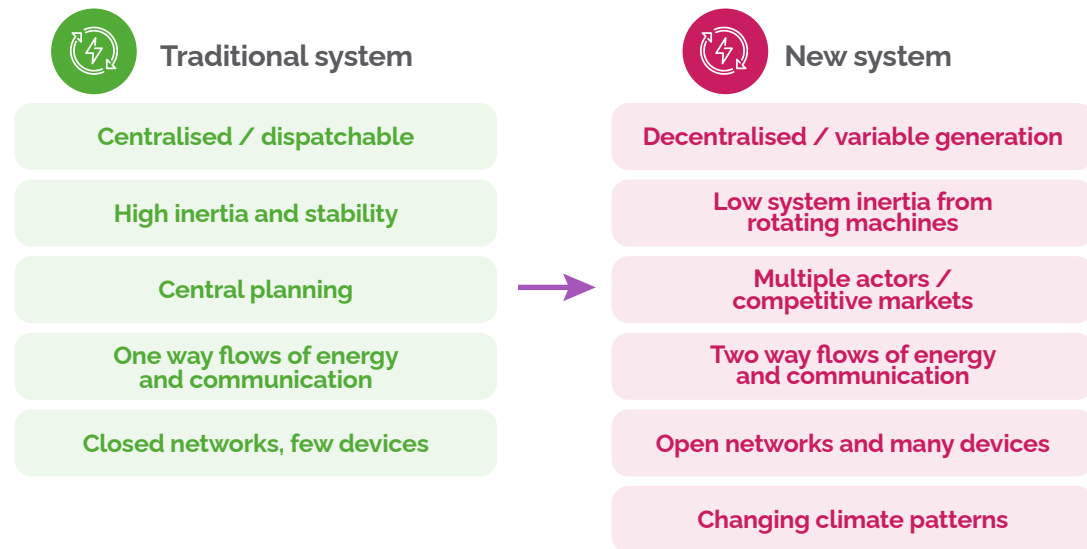 Traditional system
Centralised / dispatchable
High inertia and stability
Central planning
One way flows of energy
and communication
Closed networks, few devices
New system
Decentralised / variable generation
Low system inertia from
rotating machines
Multiple actors /
competitive markets
Two way flows of energy
and communication
Open networks and many devices
Changing climate patterns